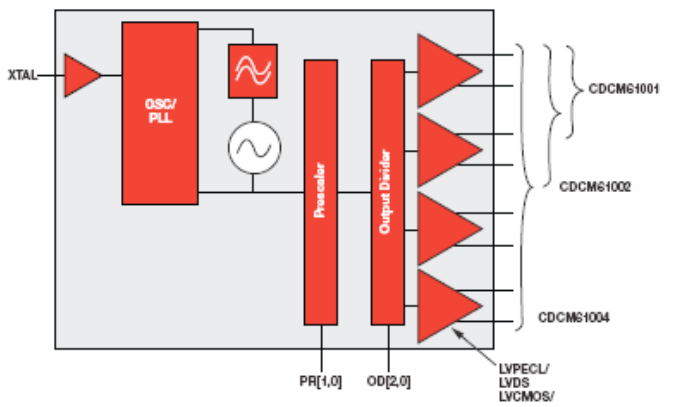 XTAL
OSC/
PLL
Prescaler
Output Divider
CDCM61001
CDCM61002
CDCM61004
PR[1,0]
OD[2,0]
LVPECL/
LVDS
LVCMOS/